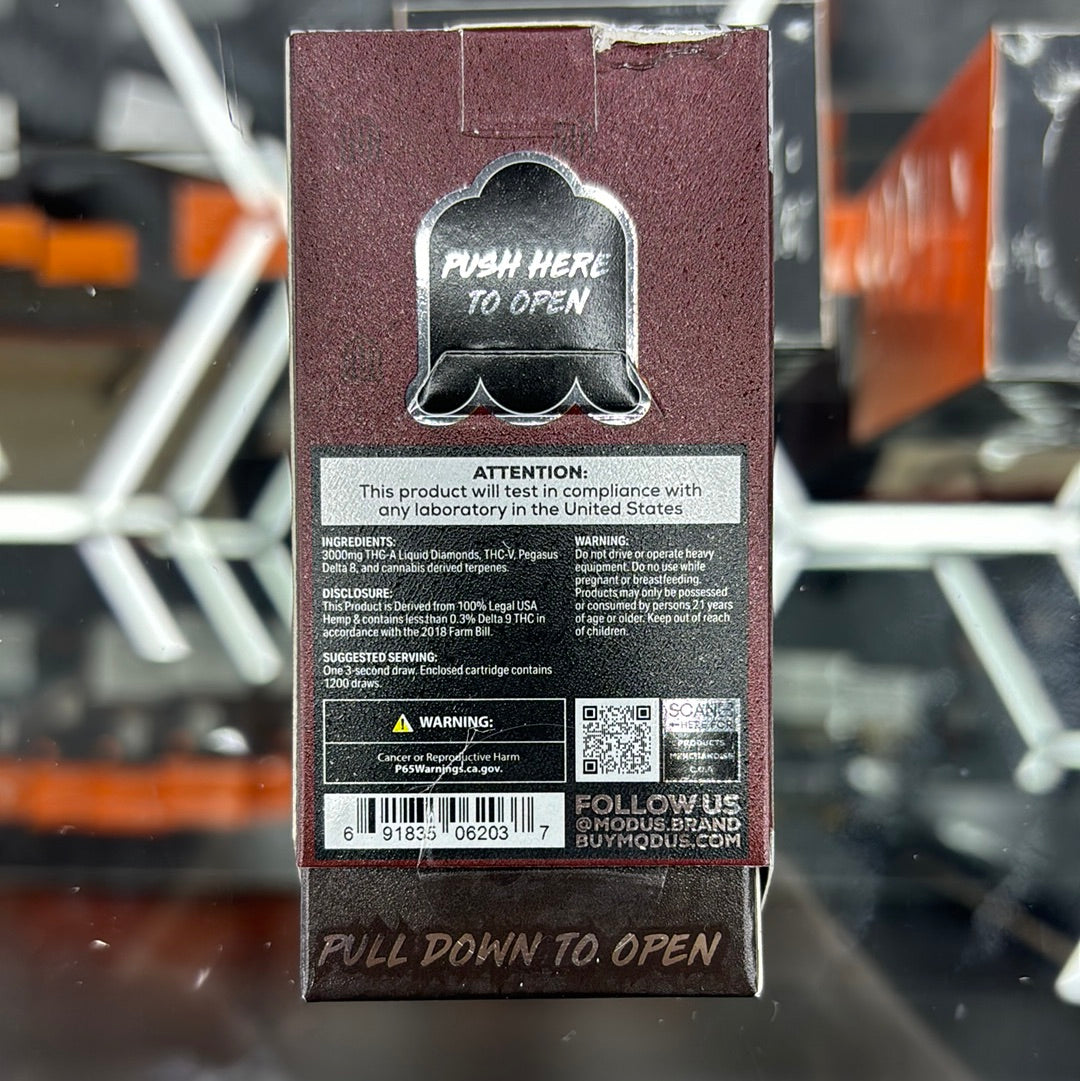 PUSH HERE
TO OPEN
ATTENTION:
This product will test in compliance with
any laboratory in the United States
INGREDIENTS:
3000mg THC-A Liquid Diamonds, THC-V, Pegasus
Delta 8, and cannabis derived terpenes.
DISCLOSURE:
This Product is Derived from 100% Legal USA
Hemp & contains less than 0.3% Delta 9 THC in
accordance with the 2018 Farm Bill.
SUGGESTED SERVING:
One 3-second draw. Enclosed cartridge contains
1200 draws.
WARNING:
Do not drive or operate heavy
equipment. Do no use while
pregnant or breastfeeding.
Products may only be possessed
or consumed by persons 21 years
of age or older. Keep out of reach
of children.
WARNING:
Cancer or Reproductive Harm
P65Warnings.ca.gov.
SCAN
HERE FOR
PRODUCTS
MERCHANDISE
C.O.A
6 91835 06203 7
FOLLOW US
@MODUS.BRAND
BUYMODUS.COM
PULL DOWN TO OPEN